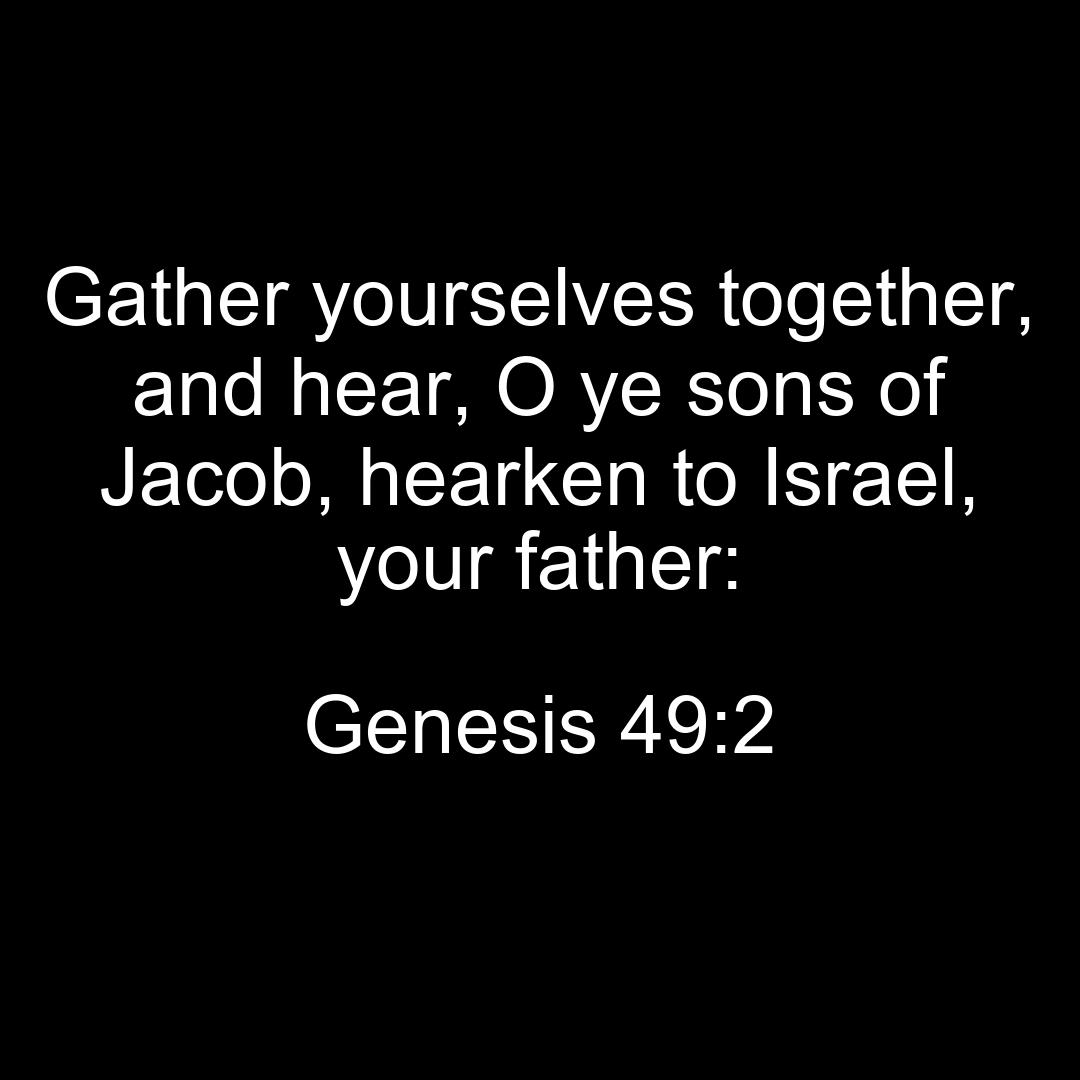 Gather yourselves together,
and hear, O ye sons of
Jacob, hearken to Israel,
your father:
Genesis 49:2